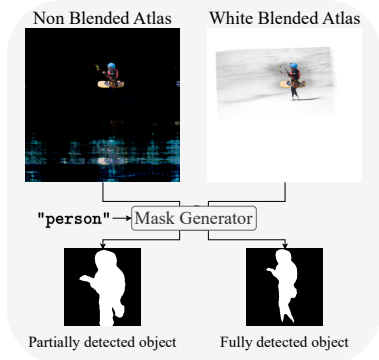 Non Blended Atlas White Blended Atlas
"person" Mask Generator
Partially detected object Fully detected object